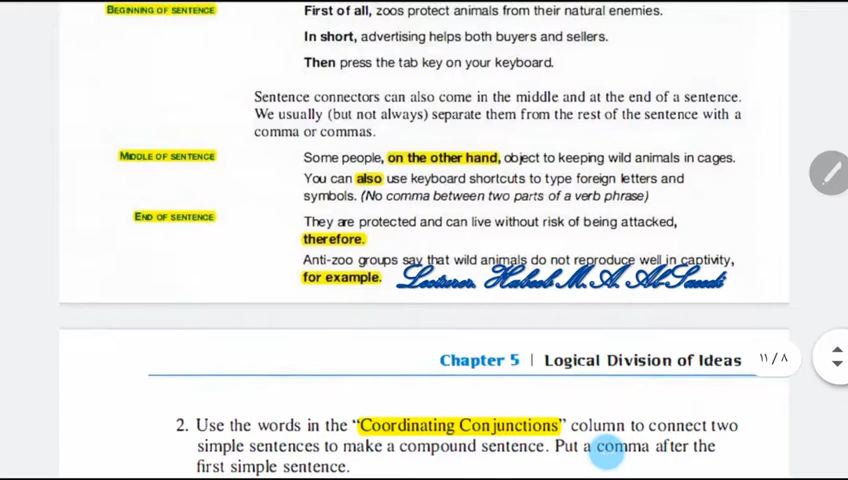 BEGINNING OF SENTENCE First of all, zoos protect animals from their natural enemies.
In short, advertising helps both buyers and sellers.
Then press the tab key on your keyboard.
Sentence connectors can also come in the middle and at the end of a sentence.
We usually (but not always) separate them from the rest of the sentence with a
comma or commas.
MIDDLE OF SENTENCE Some people, on the other hand, object to keeping wild animals in cages.
You can also use keyboard shortcuts to type foreign letters and
symbols. (No comma between two parts of a verb phrase)
END OF SENTENCE They are protected and can live without risk of being attacked,
therefore.
Anti-zoo groups say that wild animals do not reproduce well in captivity,
for example. Lecturer. Habeeb M. A. Al-Saeedi
Chapter 5 | Logical Division of Ideas ١١/٨
2. Use the words in the “Coordinating Conjunctions” column to connect two
simple sentences to make a compound sentence. Put a comma after the
first simple sentence.